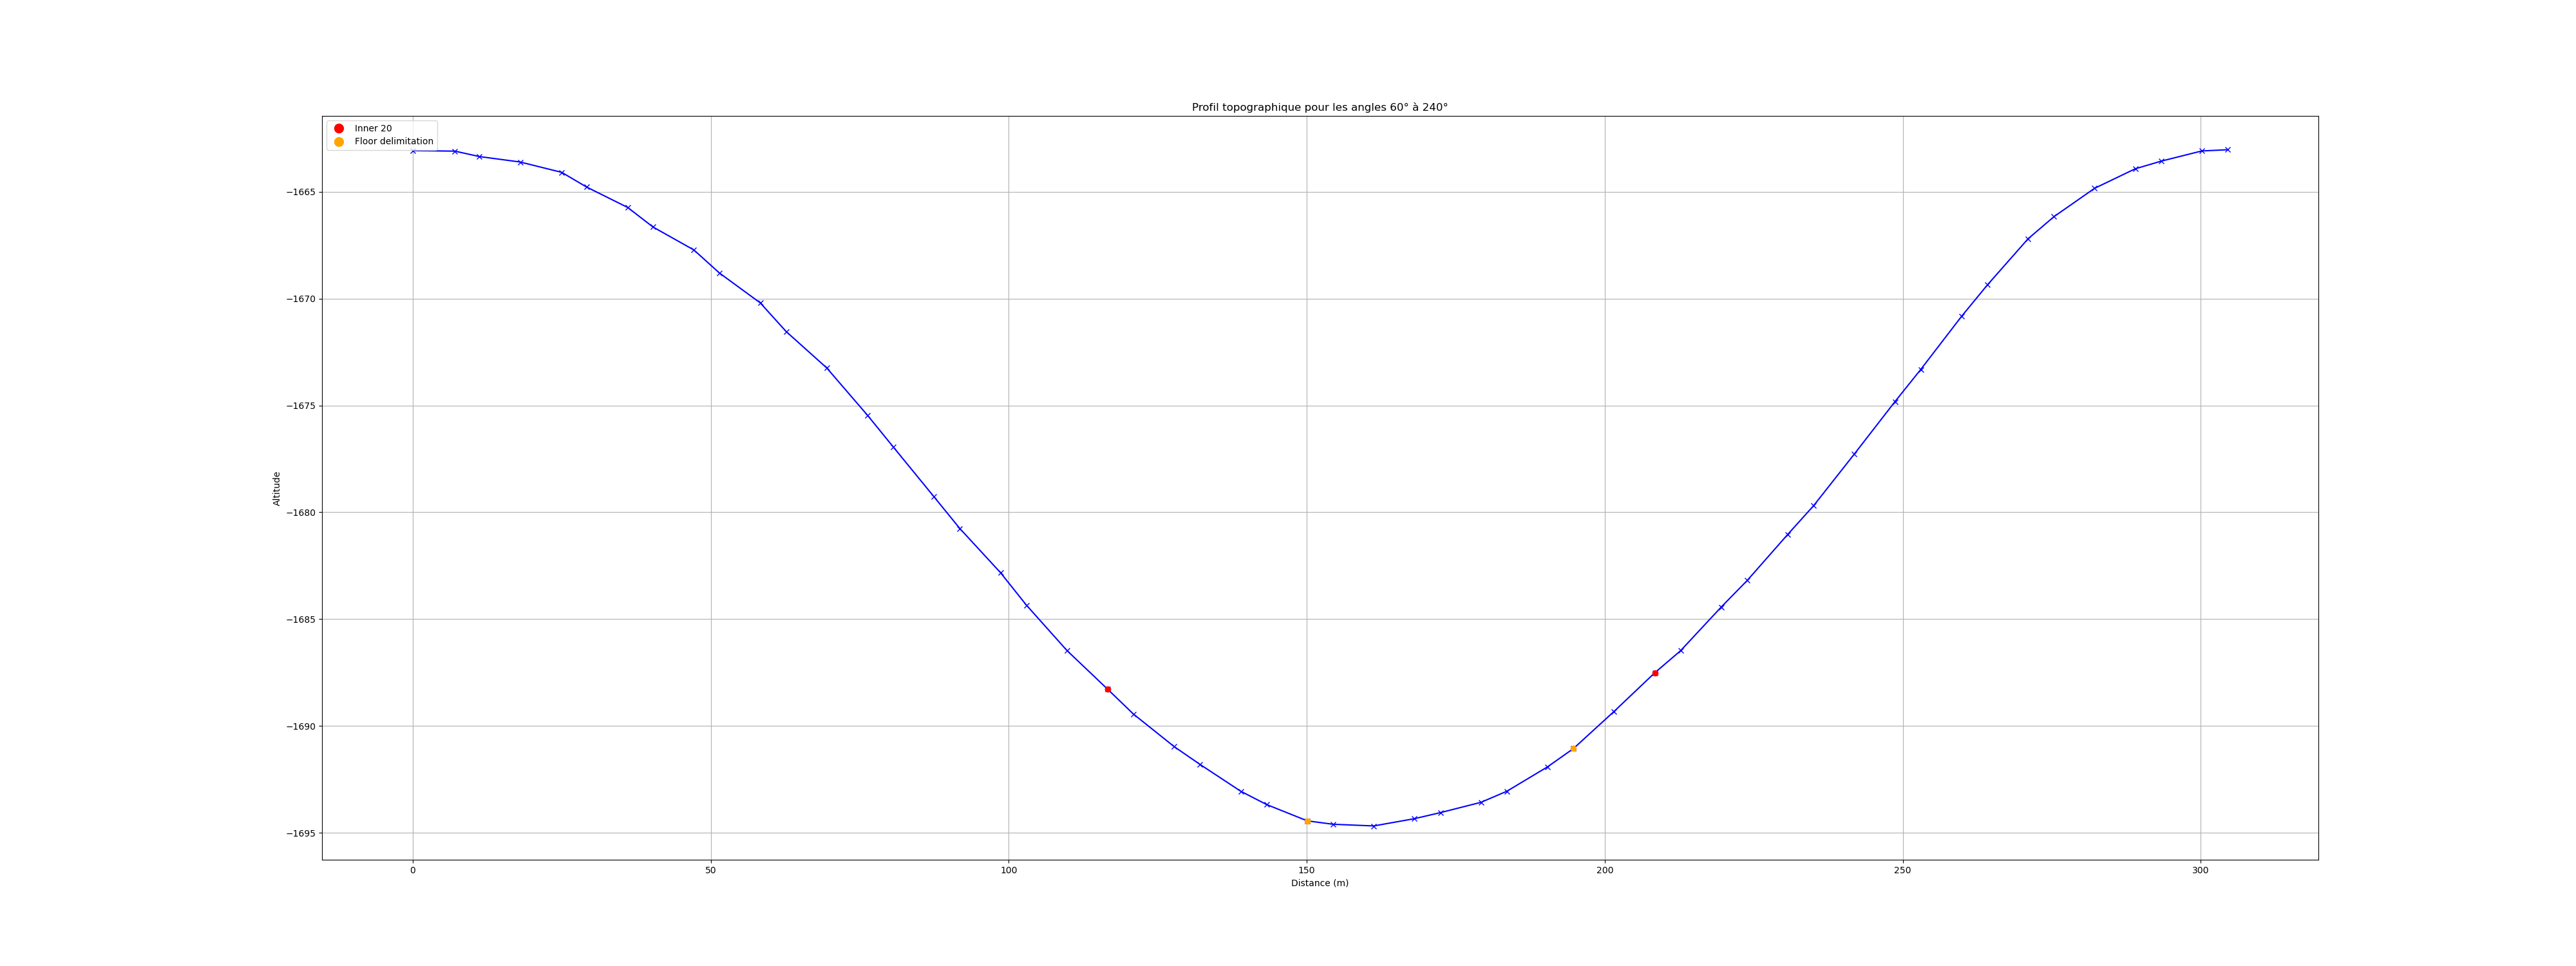 Profil topographique pour les angles 60° à 240°
Inner 20
Floor delimitation
−1665
−1670
−1675
−1680
−1685
−1690
−1695
Altitude
0 50 100 150 200 250 300
Distance (m)